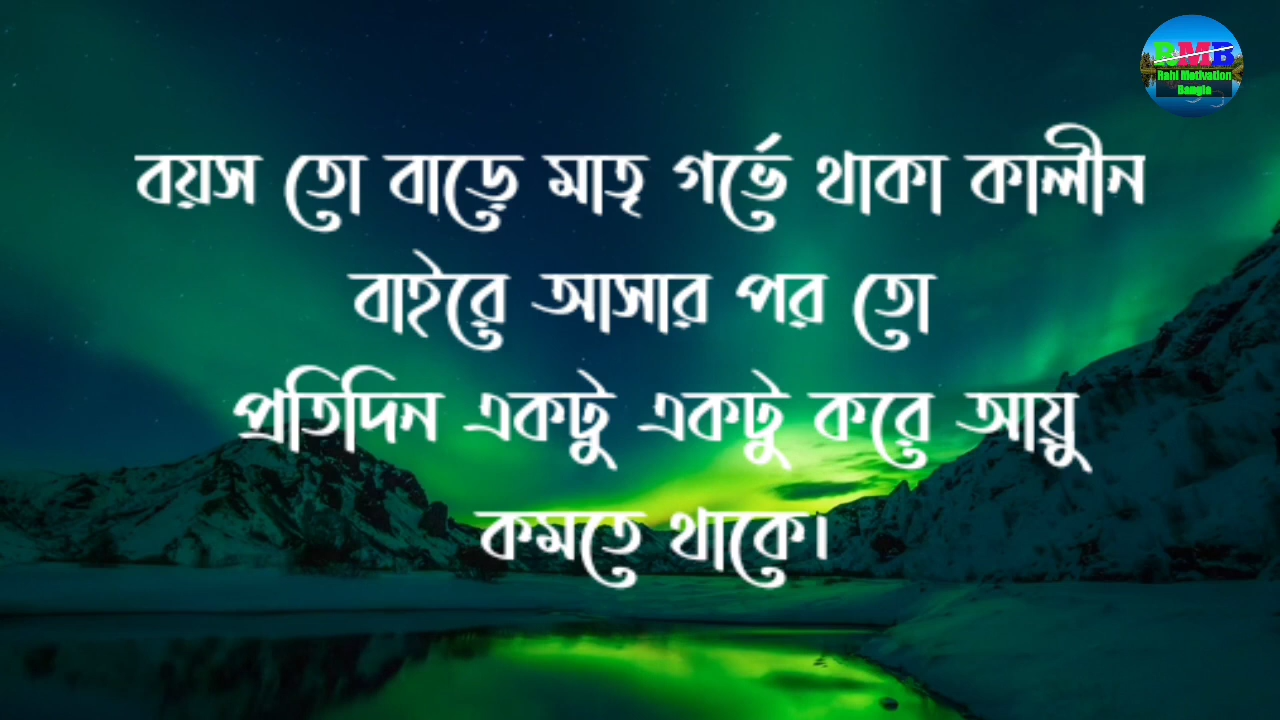 RMB
Rahi Motivation
Bangla
বয়স তো বাড়ে মাতৃ গর্ভে থাকা কালীন
বাইরে আসার পর তো
প্রতিদিন একটু একটু করে আয়ু
কমতে থাকে।